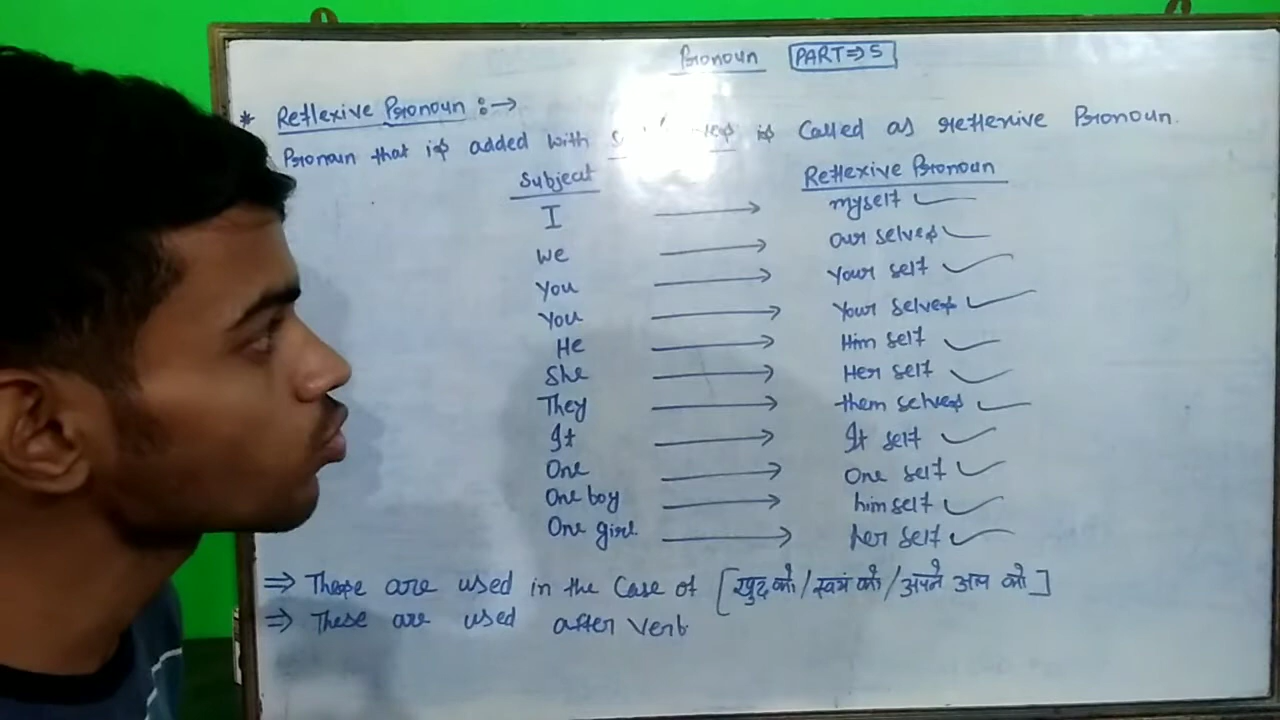 Pronoun PART⇒5
* Reflexive Pronoun :→
Pronoun that is added with is Called as reflexive Pronoun.
Subject Reflexive Pronoun
I → myself
we → our selves
You → Your self
You → Your selves
He → Him self
She → Her self
They → them selves
It → It self
One → One self
One boy → him self
One girl → her self
⇒ These are used in the Case of [खुद को/स्वयं को/अपने आप को]
⇒ These are used after Verb